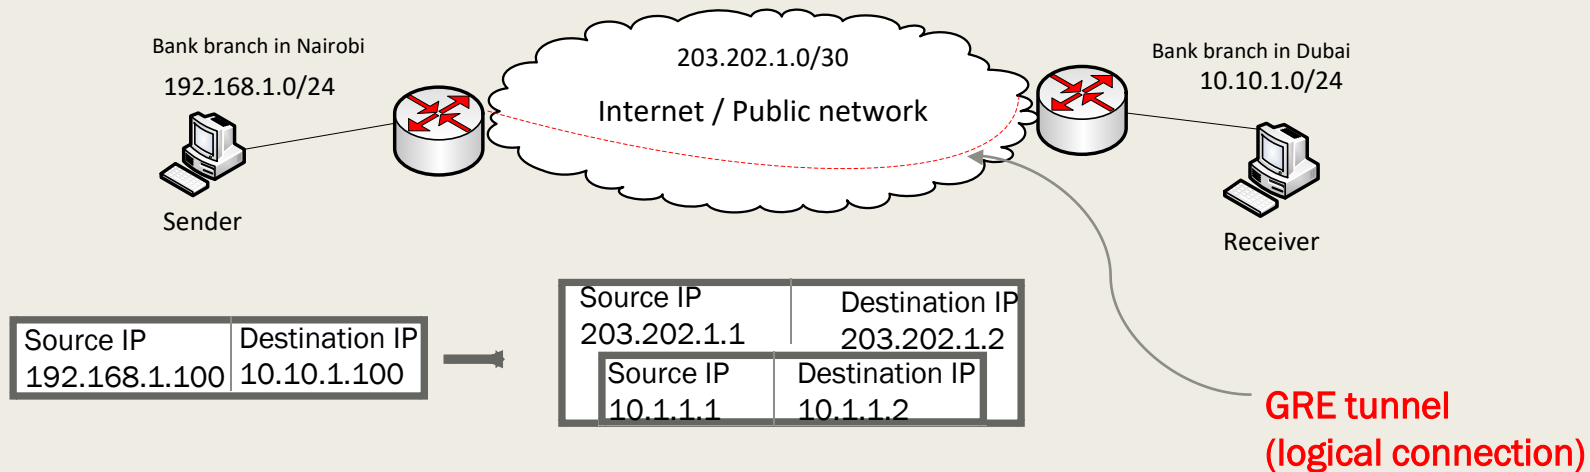 Bank branch in Nairobi
192.168.1.0/24
Sender
203.202.1.0/30
Internet / Public network
Bank branch in Dubai
10.10.1.0/24
Receiver
Source IP
192.168.1.100
Destination IP
10.10.1.100
Source IP
203.202.1.1
Destination IP
203.202.1.2
Source IP
10.1.1.1
Destination IP
10.1.1.2
GRE tunnel
(logical connection)